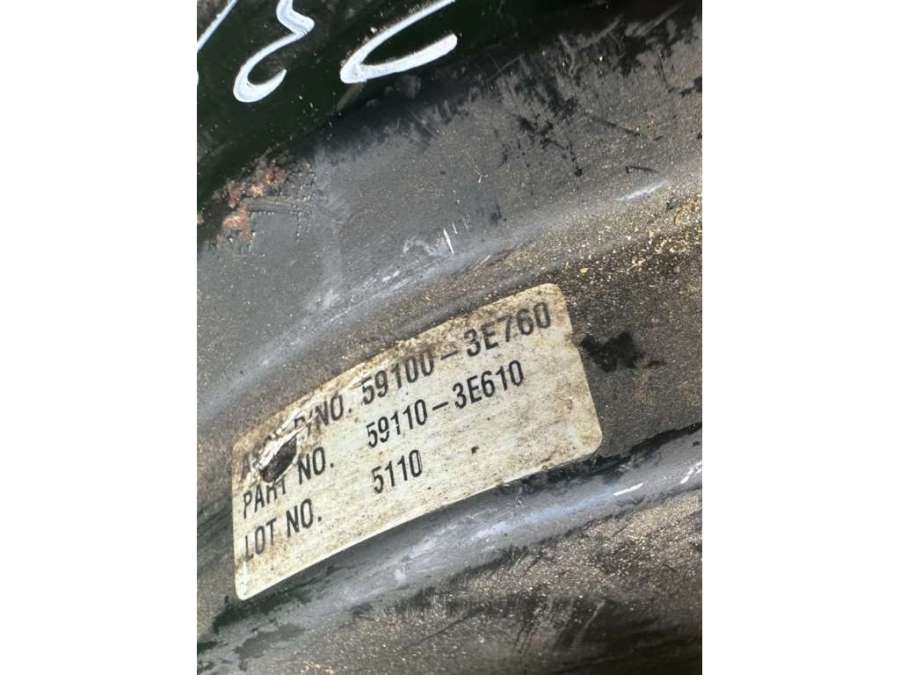 P/NO. 59100-3E760
PART NO. 59110-3E610
LOT NO. 5110